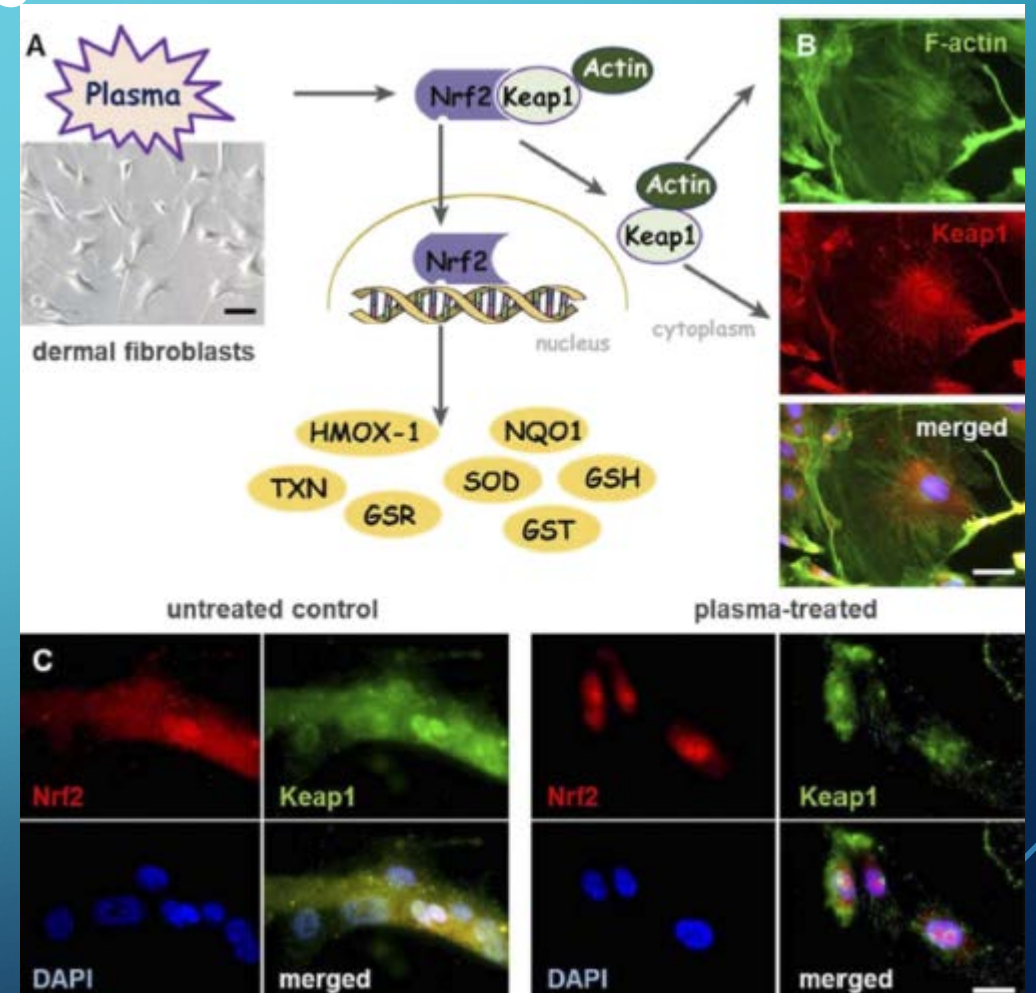 A
Plasma
dermal fibroblasts
Nrf2
Keap1
Actin
Actin
Keap1
Nrf2
nucleus
cytoplasm
HMOX-1
NQO1
TXN
SOD
GSH
GSR
GST
B
F-actin
Keap1
merged
untreated control
plasma-treated
C
Nrf2
Keap1
Nrf2
Keap1
DAPI
merged
DAPI
merged